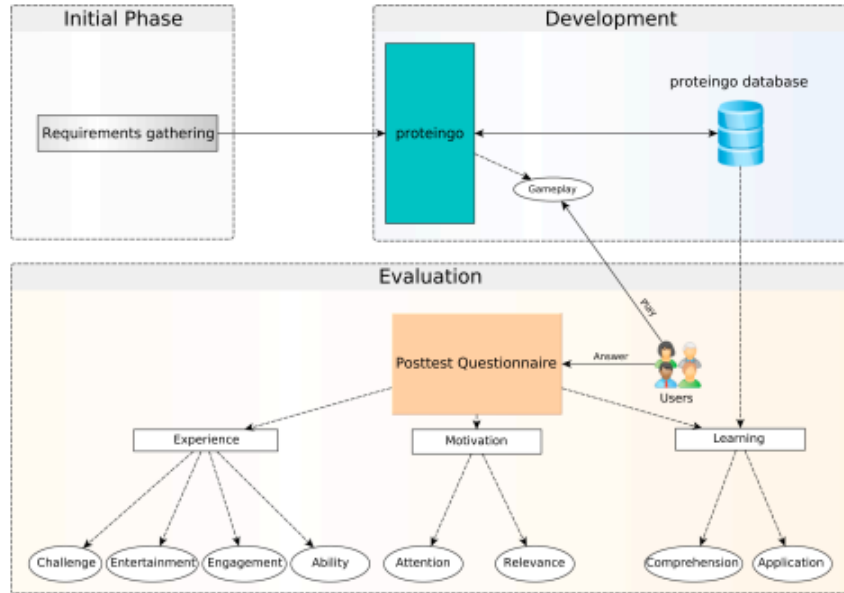 Initial Phase
Development
proteingo database
Requirements gathering
proteingo
Gameplay
Evaluation
Play
Posttest Questionnaire
Answer
Users
Experience
Motivation
Learning
Challenge
Entertainment
Engagement
Ability
Attention
Relevance
Comprehension
Application